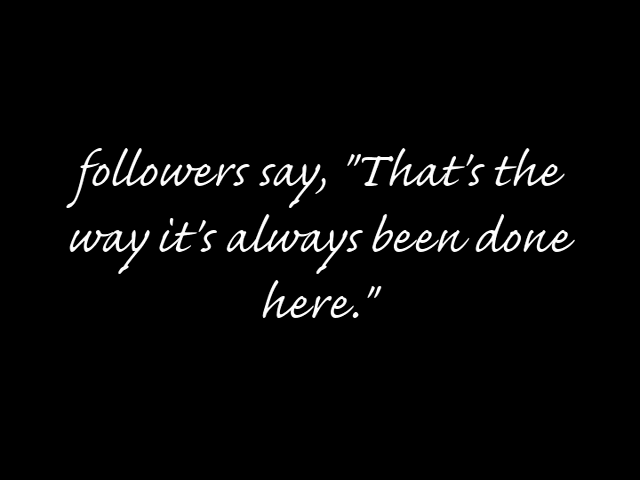 followers say, "That's the
way it's always been done
here."